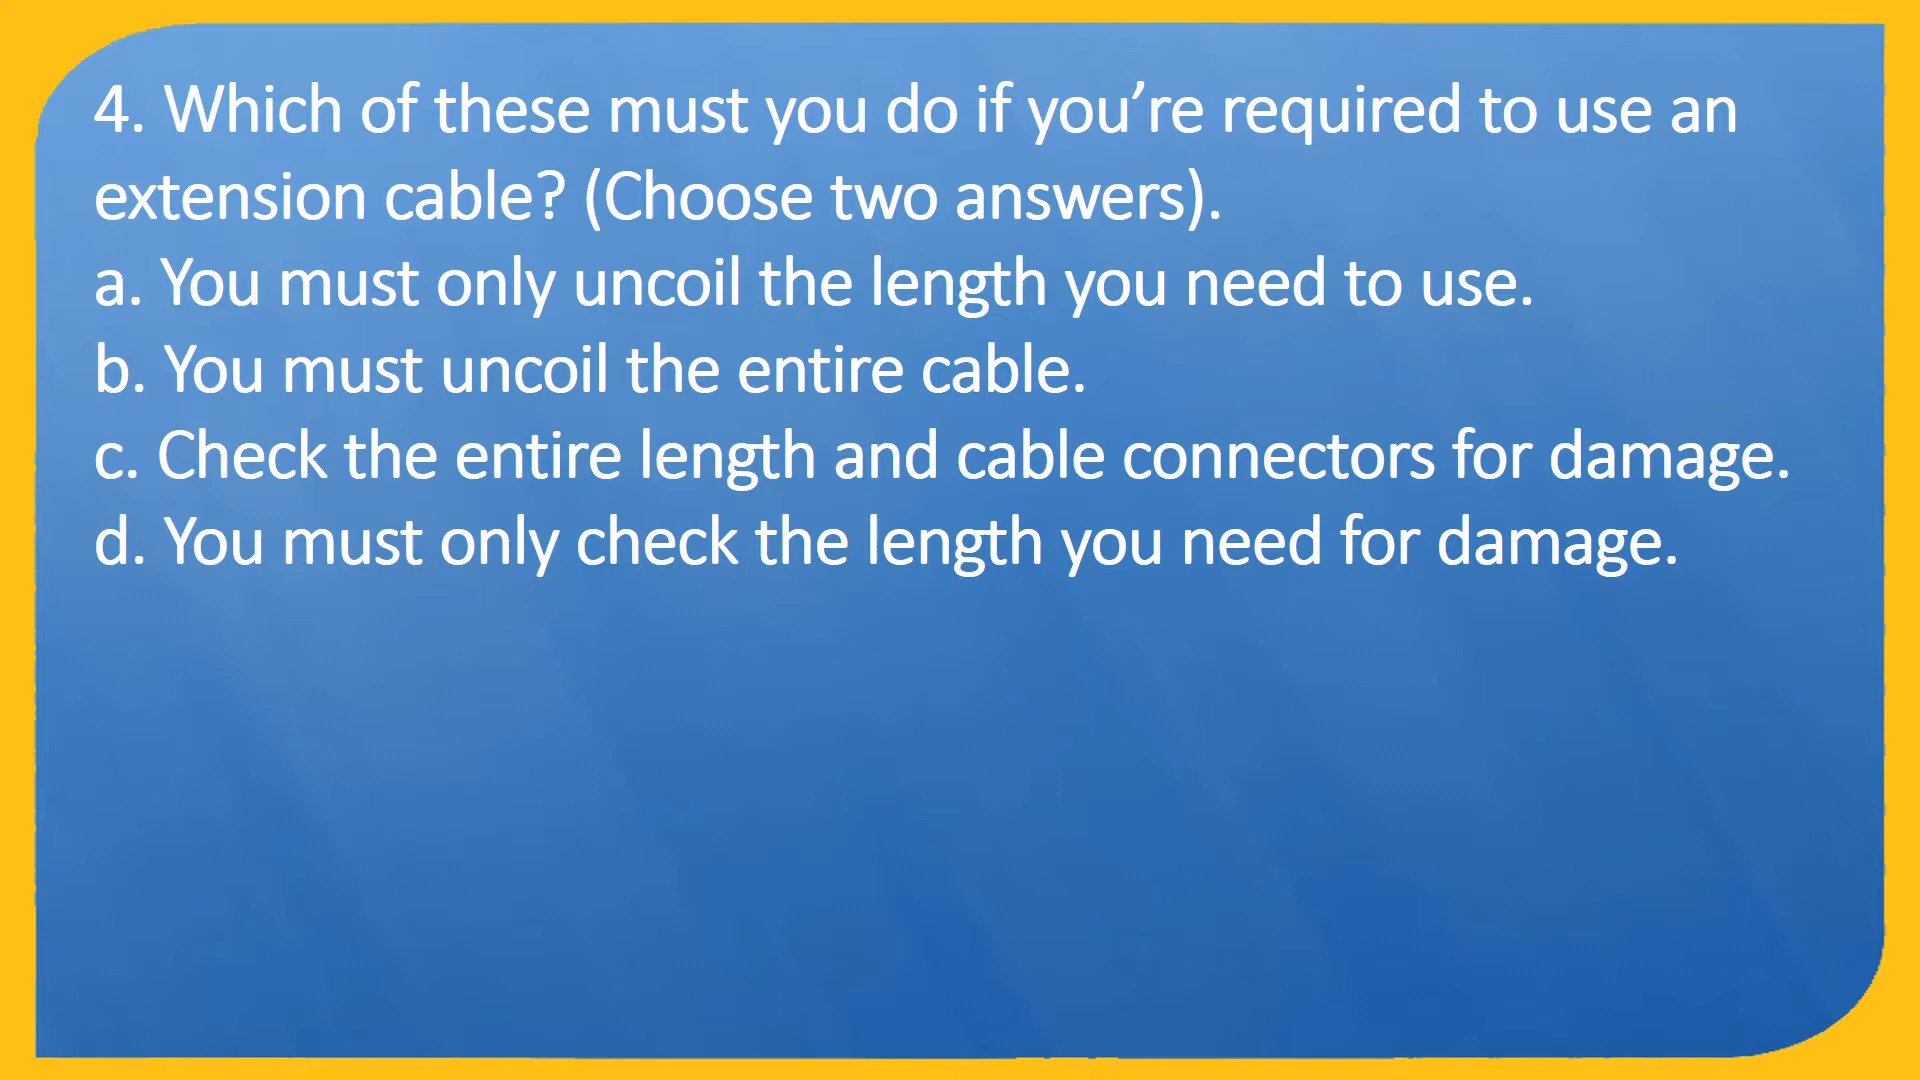 4. Which of these must you do if you’re required to use an
extension cable? (Choose two answers).
a. You must only uncoil the length you need to use.
b. You must uncoil the entire cable.
c. Check the entire length and cable connectors for damage.
d. You must only check the length you need for damage.